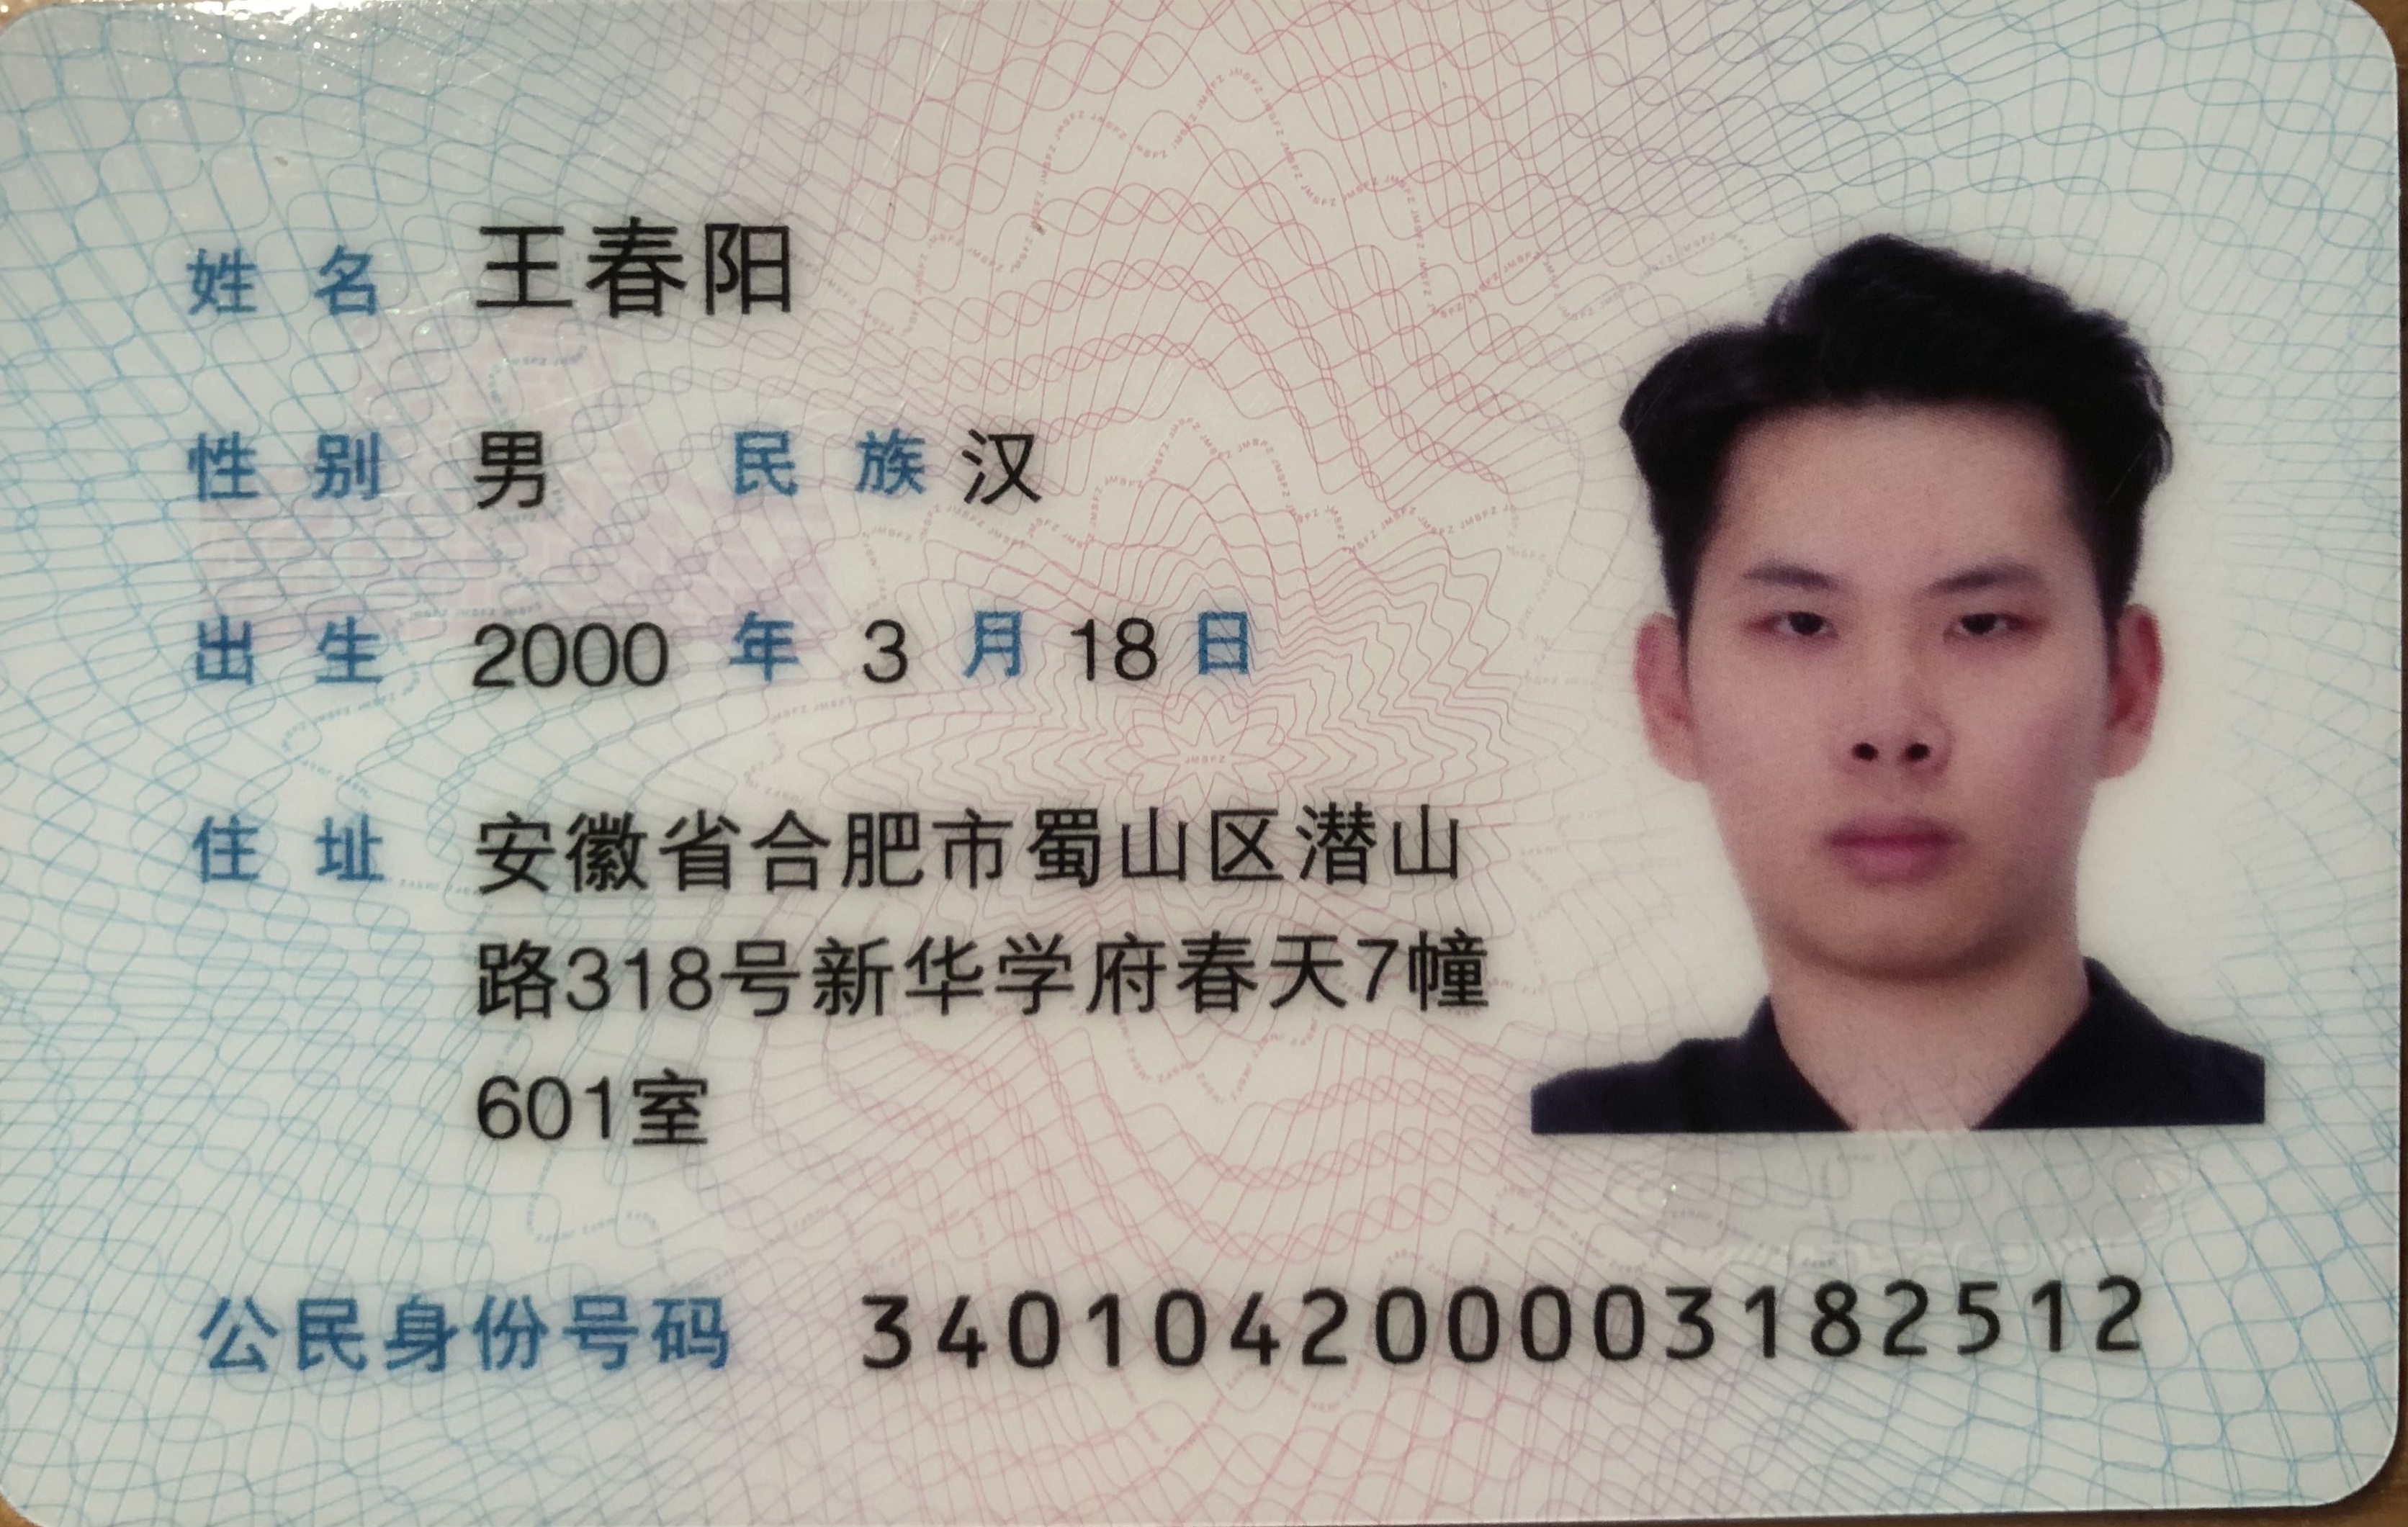 姓名 王春阳
性别 男 民族 汉
出生 2000 年 3 月 18 日
住址 安徽省合肥市蜀山区潜山
路318号新华学府春天7幢
601室
公民身份号码 340104200003182512